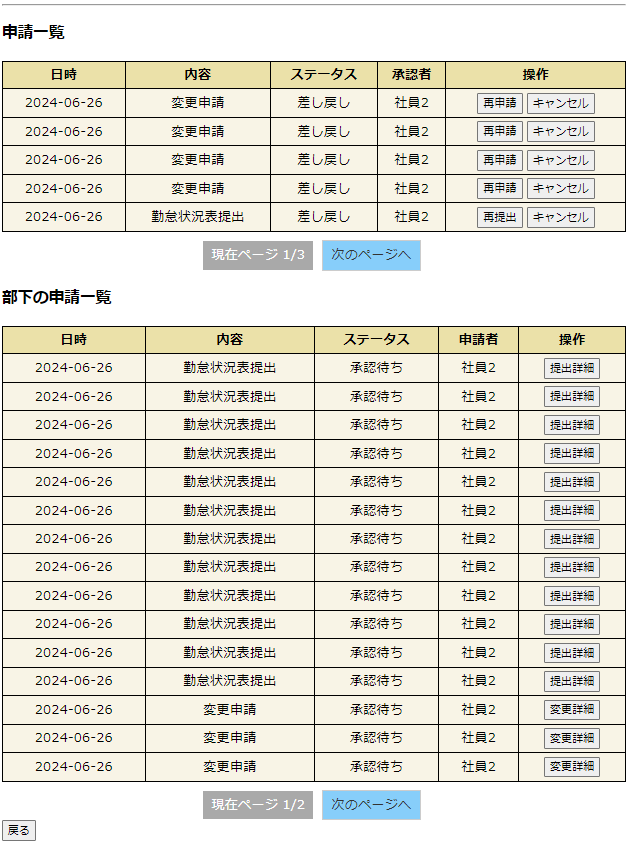 申請一覧
日時 内容 ステータス 承認者 操作
2024-06-26 変更申請 差し戻し 社員2 再申請 キャンセル
2024-06-26 変更申請 差し戻し 社員2 再申請 キャンセル
2024-06-26 変更申請 差し戻し 社員2 再申請 キャンセル
2024-06-26 変更申請 差し戻し 社員2 再申請 キャンセル
2024-06-26 勤怠状況表提出 差し戻し 社員2 再提出 キャンセル
現在ページ 1/3 次のページへ
部下の申請一覧
日時 内容 ステータス 申請者 操作
2024-06-26 勤怠状況表提出 承認待ち 社員2 提出詳細
2024-06-26 勤怠状況表提出 承認待ち 社員2 提出詳細
2024-06-26 勤怠状況表提出 承認待ち 社員2 提出詳細
2024-06-26 勤怠状況表提出 承認待ち 社員2 提出詳細
2024-06-26 勤怠状況表提出 承認待ち 社員2 提出詳細
2024-06-26 勤怠状況表提出 承認待ち 社員2 提出詳細
2024-06-26 勤怠状況表提出 承認待ち 社員2 提出詳細
2024-06-26 勤怠状況表提出 承認待ち 社員2 提出詳細
2024-06-26 勤怠状況表提出 承認待ち 社員2 提出詳細
2024-06-26 勤怠状況表提出 承認待ち 社員2 提出詳細
2024-06-26 勤怠状況表提出 承認待ち 社員2 提出詳細
2024-06-26 勤怠状況表提出 承認待ち 社員2 提出詳細
2024-06-26 変更申請 承認待ち 社員2 変更詳細
2024-06-26 変更申請 承認待ち 社員2 変更詳細
2024-06-26 変更申請 承認待ち 社員2 変更詳細
現在ページ 1/2 次のページへ
戻る